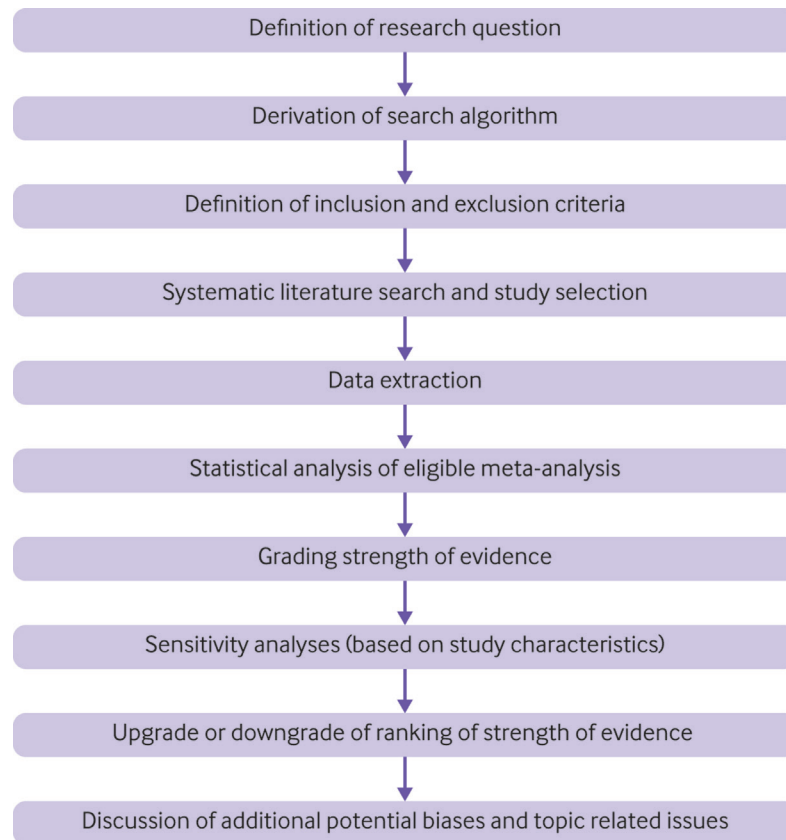 Definition of research question
Derivation of search algorithm
Definition of inclusion and exclusion criteria
Systematic literature search and study selection
Data extraction
Statistical analysis of eligible meta-analysis
Grading strength of evidence
Sensitivity analyses (based on study characteristics)
Upgrade or downgrade of ranking of strength of evidence
Discussion of additional potential biases and topic related issues